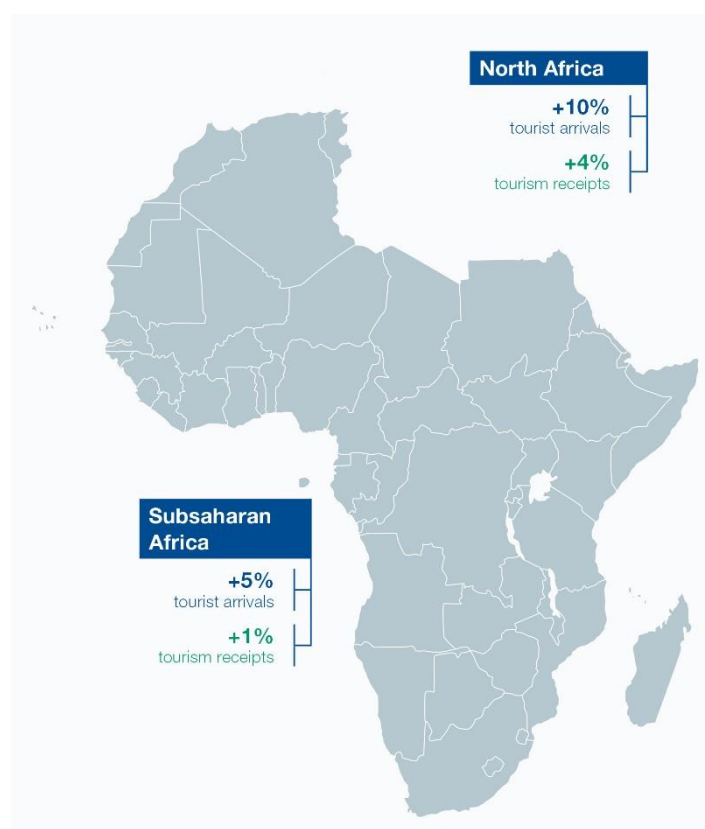 North Africa
+10%
tourist arrivals
+4%
tourism receipts
Subsaharan
Africa
+5%
tourist arrivals
+1%
tourism receipts